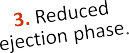 3. Reduced
ejection phase.